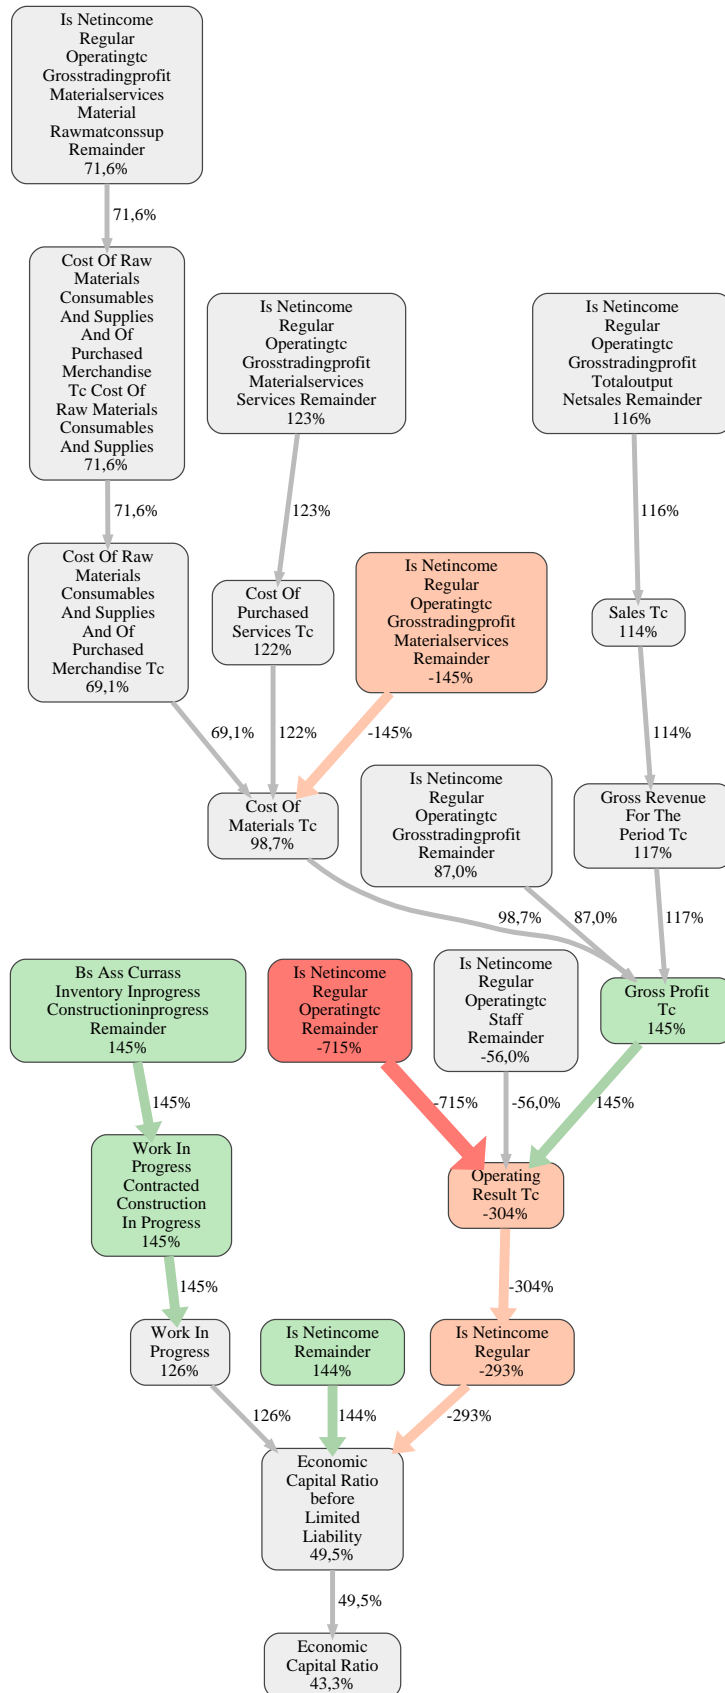 Is Netincome
Regular
Operatingtc
Grosstradingprofit
Materialservices
Material
Rawmatconssup
Remainder
71,6%
71,6%
Cost Of Raw
Materials
Consumables
And Supplies
And Of
Purchased
Merchandise
Tc Cost Of
Raw Materials
Consumables
And Supplies
71,6%
Is Netincome
Regular
Operatingtc
Grosstradingprofit
Materialservices
Services Remainder
123%
Is Netincome
Regular
Operatingtc
Grosstradingprofit
Totaloutput
Netsales Remainder
116%
71,6%
123%
116%
Cost Of Raw
Materials
Consumables
And Supplies
And Of
Purchased
Merchandise Tc
69,1%
Cost Of
Purchased
Services Tc
122%
Is Netincome
Regular
Operatingtc
Grosstradingprofit
Materialservices
Remainder
-145%
Sales Tc
114%
69,1%
122%
-145%
114%
Cost Of
Materials Tc
98,7%
Is Netincome
Regular
Operatingtc
Grosstradingprofit
Remainder
87,0%
Gross Revenue
For The
Period Tc
117%
98,7%
87,0%
117%
Bs Ass Currass
Inventory Inprogress
Constructioninprogress
Remainder
145%
Is Netincome
Regular
Operatingtc
Remainder
-715%
Is Netincome
Regular
Operatingtc
Staff
Remainder
-56,0%
Gross Profit
Tc
145%
145%
-715%
-56,0%
145%
Work In
Progress
Contracted
Construction
In Progress
145%
Operating
Result Tc
-304%
145%
-304%
Work In
Progress
126%
Is Netincome
Remainder
144%
Is Netincome
Regular
-293%
126%
144%
-293%
Economic
Capital Ratio
before
Limited
Liability
49,5%
49,5%
Economic
Capital Ratio
43,3%